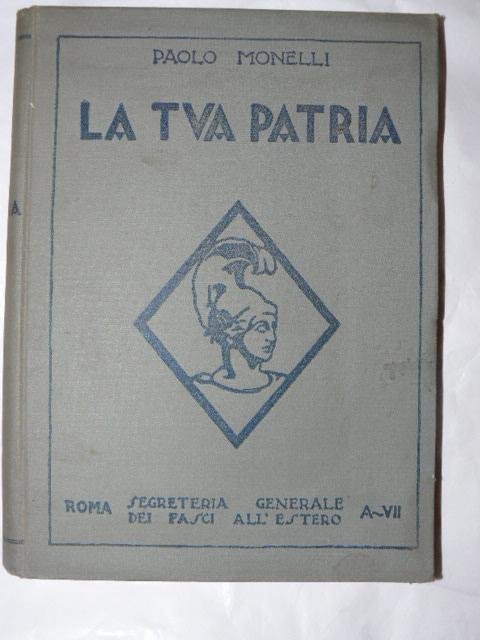 PAOLO MONELLI
LA TVA PATRIA
ROMA SEGRETERIA GENERALE A~VII
DEI FASCI ALL'ESTERO
A